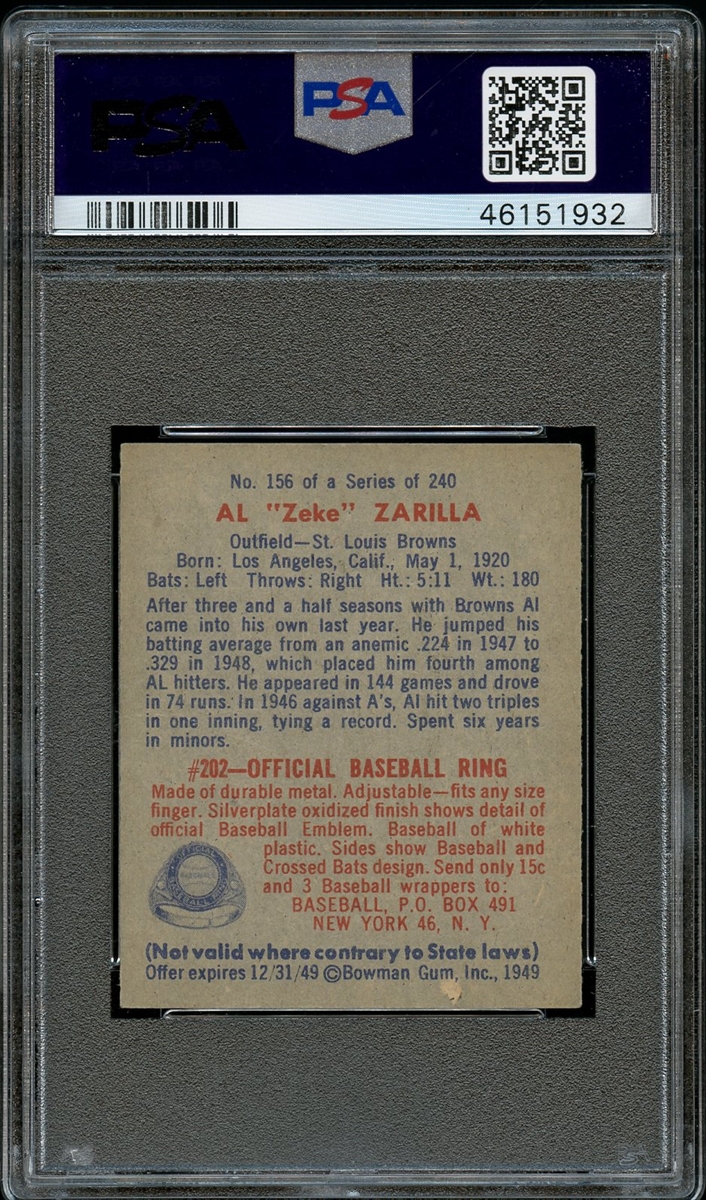 PSA
PSA
46151932
No. 156 of a Series of 240
AL "Zeke" ZARILLA
Outfield—St. Louis Browns
Born: Los Angeles, Calif., May 1, 1920
Bats: Left Throws: Right Ht.: 5:11 Wt.: 180
After three and a half seasons with Browns Al
came into his own last year. He jumped his
batting average from an anemic .224 in 1947 to
.329 in 1948, which placed him fourth among
AL hitters. He appeared in 144 games and drove
in 74 runs. In 1946 against A's, Al hit two triples
in one inning, tying a record. Spent six years
in minors.
#202—OFFICIAL BASEBALL RING
Made of durable metal. Adjustable—fits any size
finger. Silverplate oxidized finish shows detail of
official Baseball Emblem. Baseball of white
plastic. Sides show Baseball and
Crossed Bats design. Send only 15c
and 3 Baseball wrappers to:
BASEBALL, P.O. BOX 491
NEW YORK 46, N. Y.
OFFICIAL
BASEBALL
BASEBALL RING
(Not valid where contrary to State laws)
Offer expires 12/31/49 ©Bowman Gum, Inc., 1949